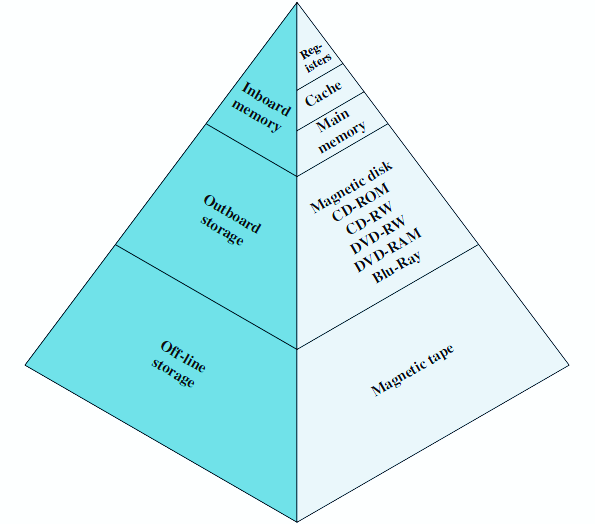 Inboard
memory
Outboard
storage
Off-line
storage
Reg-
isters
Cache
Main
memory
Magnetic disk
CD-ROM
CD-RW
DVD-RW
DVD-RAM
Blu-Ray
Magnetic tape